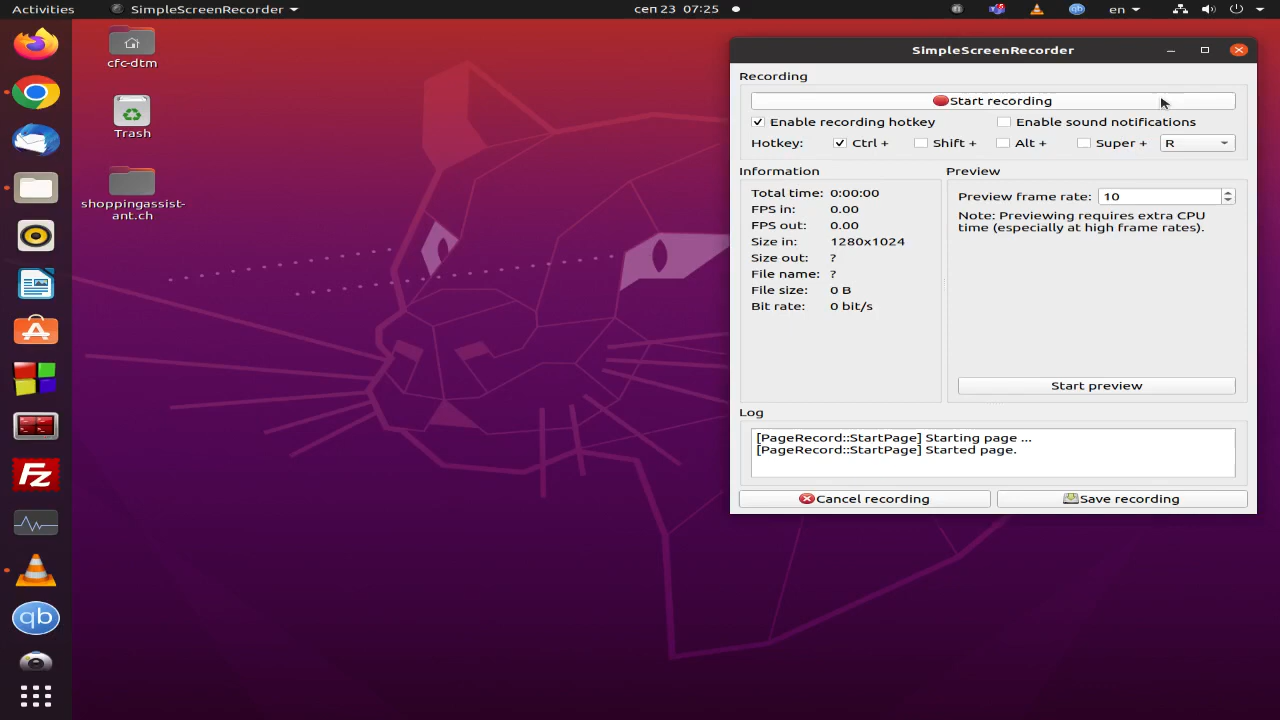 Activities
SimpleScreenRecorder
сеп 23 07:25
en
cfc-dtm
Trash
shoppingassist-
ant.ch
SimpleScreenRecorder
Recording
Start recording
Enable recording hotkey
Enable sound notifications
Hotkey:
Ctrl +
Shift +
Alt +
Super +
R
Information
Total time: 0:00:00
FPS in: 0.00
FPS out: 0.00
Size in: 1280x1024
Size out: ?
File name: ?
File size: 0 B
Bit rate: 0 bit/s
Preview
Preview frame rate: 10
Note: Previewing requires extra CPU
time (especially at high frame rates).
Start preview
Log
[PageRecord::StartPage] Starting page ...
[PageRecord::StartPage] Started page.
Cancel recording
Save recording
Fz
qb